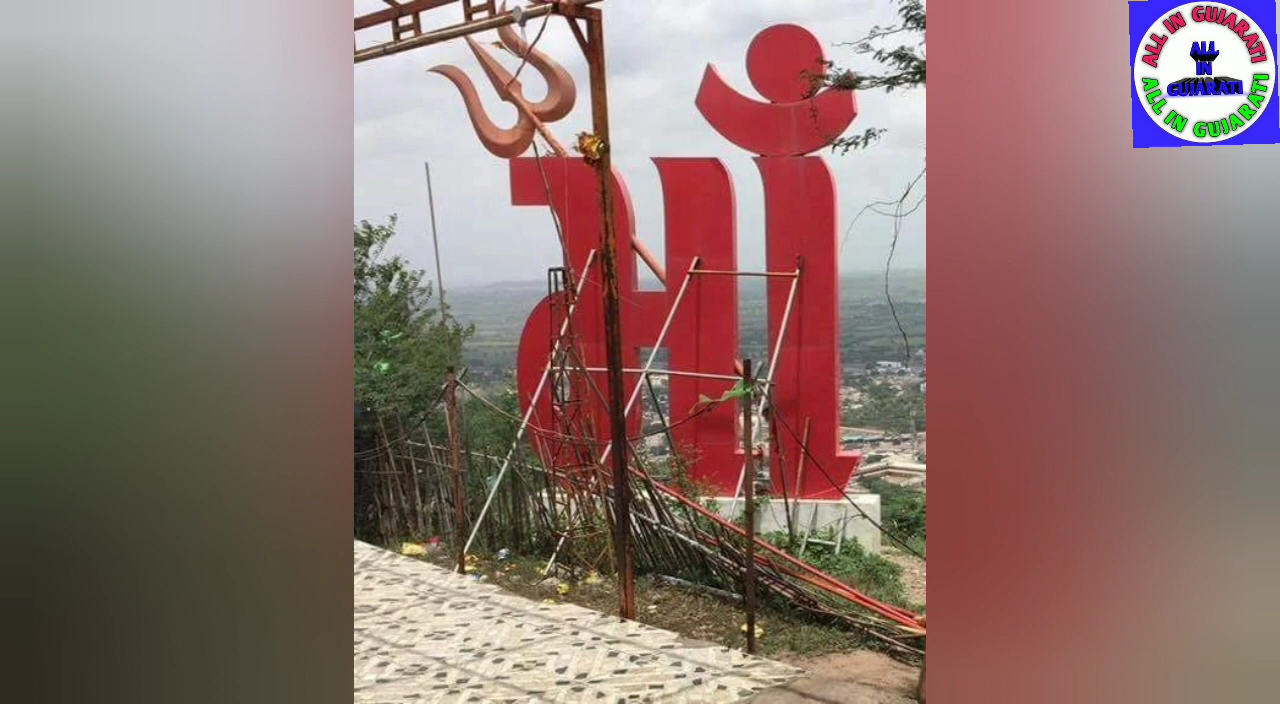 માઁ
ALL IN GUJARATI
ALL
IN
GUJARATI
ALL IN GUJARATI